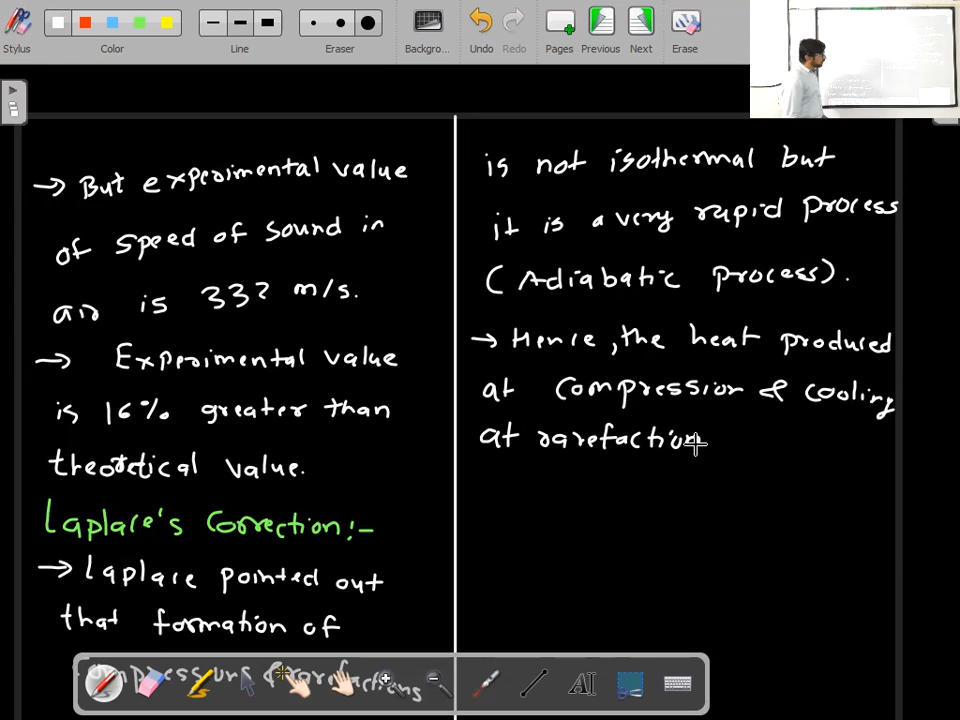 Stylus
Color
Line
Eraser
Backgro...
Undo
Redo
Pages
Previous
Next
Erase
→ But experimental value
of speed of sound in
air is 332 m/s.
→ Experimental value
is 16% greater than
theoretical value.
Laplace's Correction:-
→ Laplace pointed out
that formation of
compressions & rarefactions
is not isothermal but
it is a very rapid process
(Adiabatic process).
→ Hence, the heat produced
at compression & cooling
at rarefaction